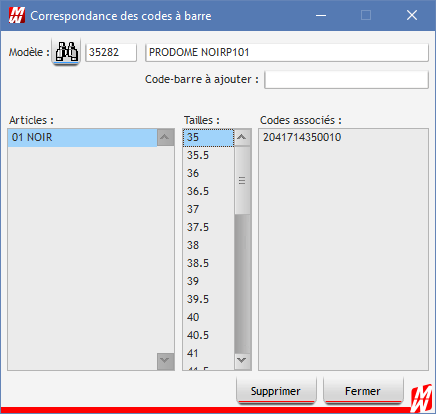 Correspondance des codes à barre
Modèle : 35282 PRODOME NOIRP101
Code-barre à ajouter :
Articles : Tailles : Codes associés :
01 NOIR 35 2041714350010
35.5
36
36.5
37
37.5
38
38.5
39
39.5
40
40.5
41
41.5
Supprimer Fermer